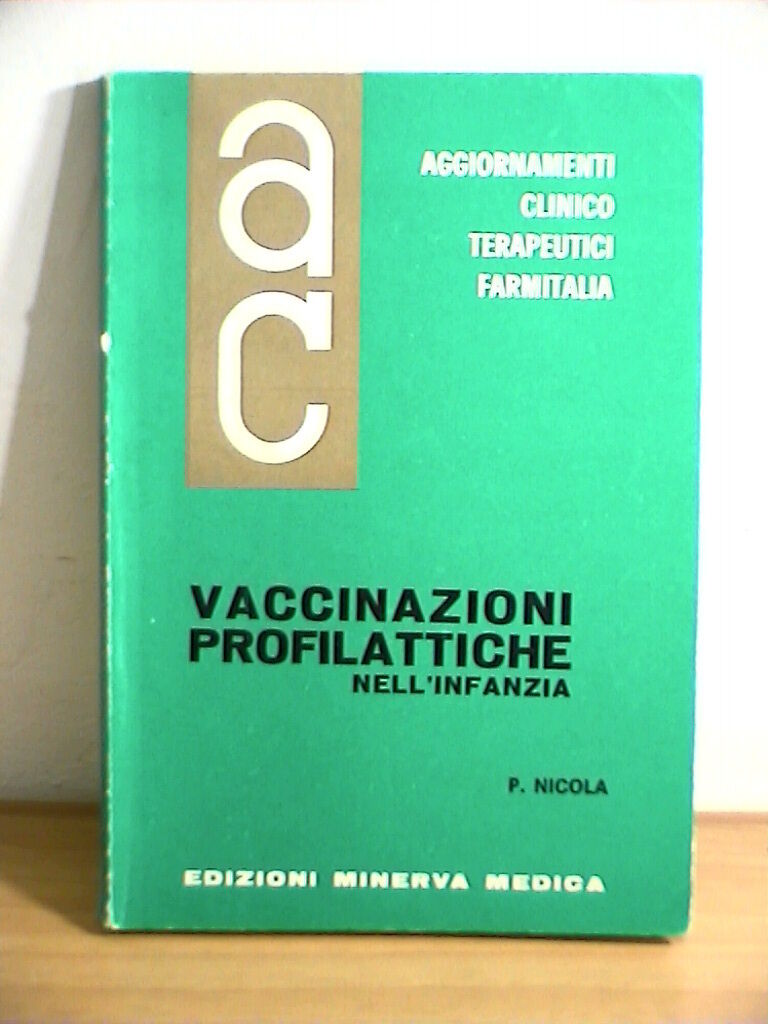 ac
AGGIORNAMENTI
CLINICO
TERAPEUTICI
FARMITALIA
VACCINAZIONI
PROFILATTICHE
NELL'INFANZIA
P. NICOLA
EDIZIONI MINERVA MEDICA